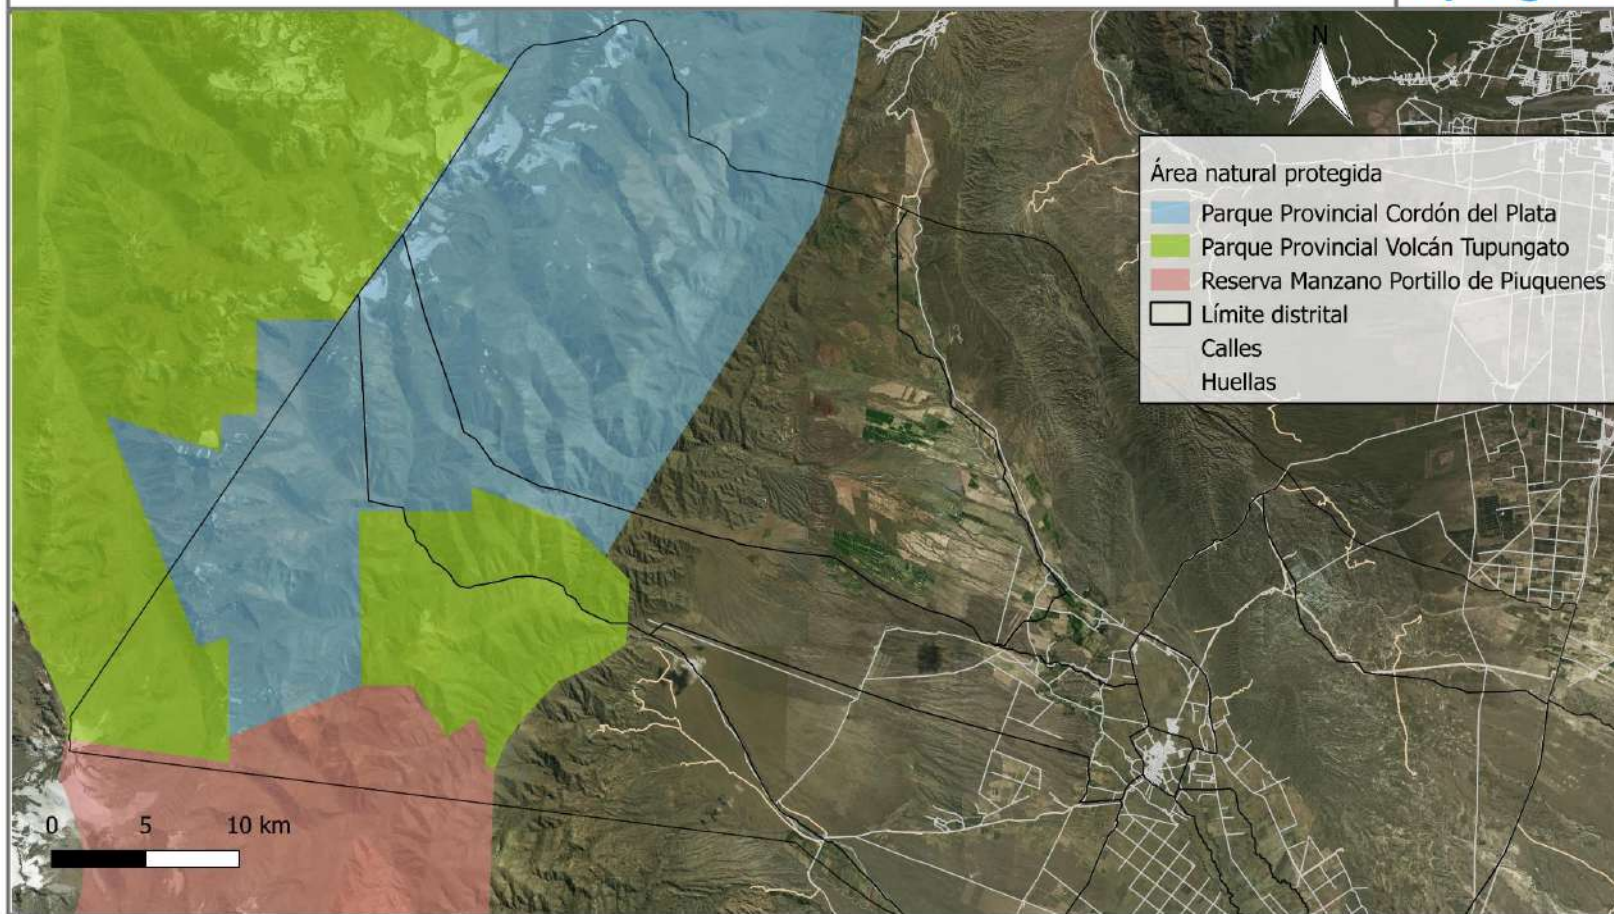 N
Área natural protegida
Parque Provincial Cordón del Plata
Parque Provincial Volcán Tupungato
Reserva Manzano Portillo de Piuquenes
Límite distrital
Calles
Huellas
0 5 10 km